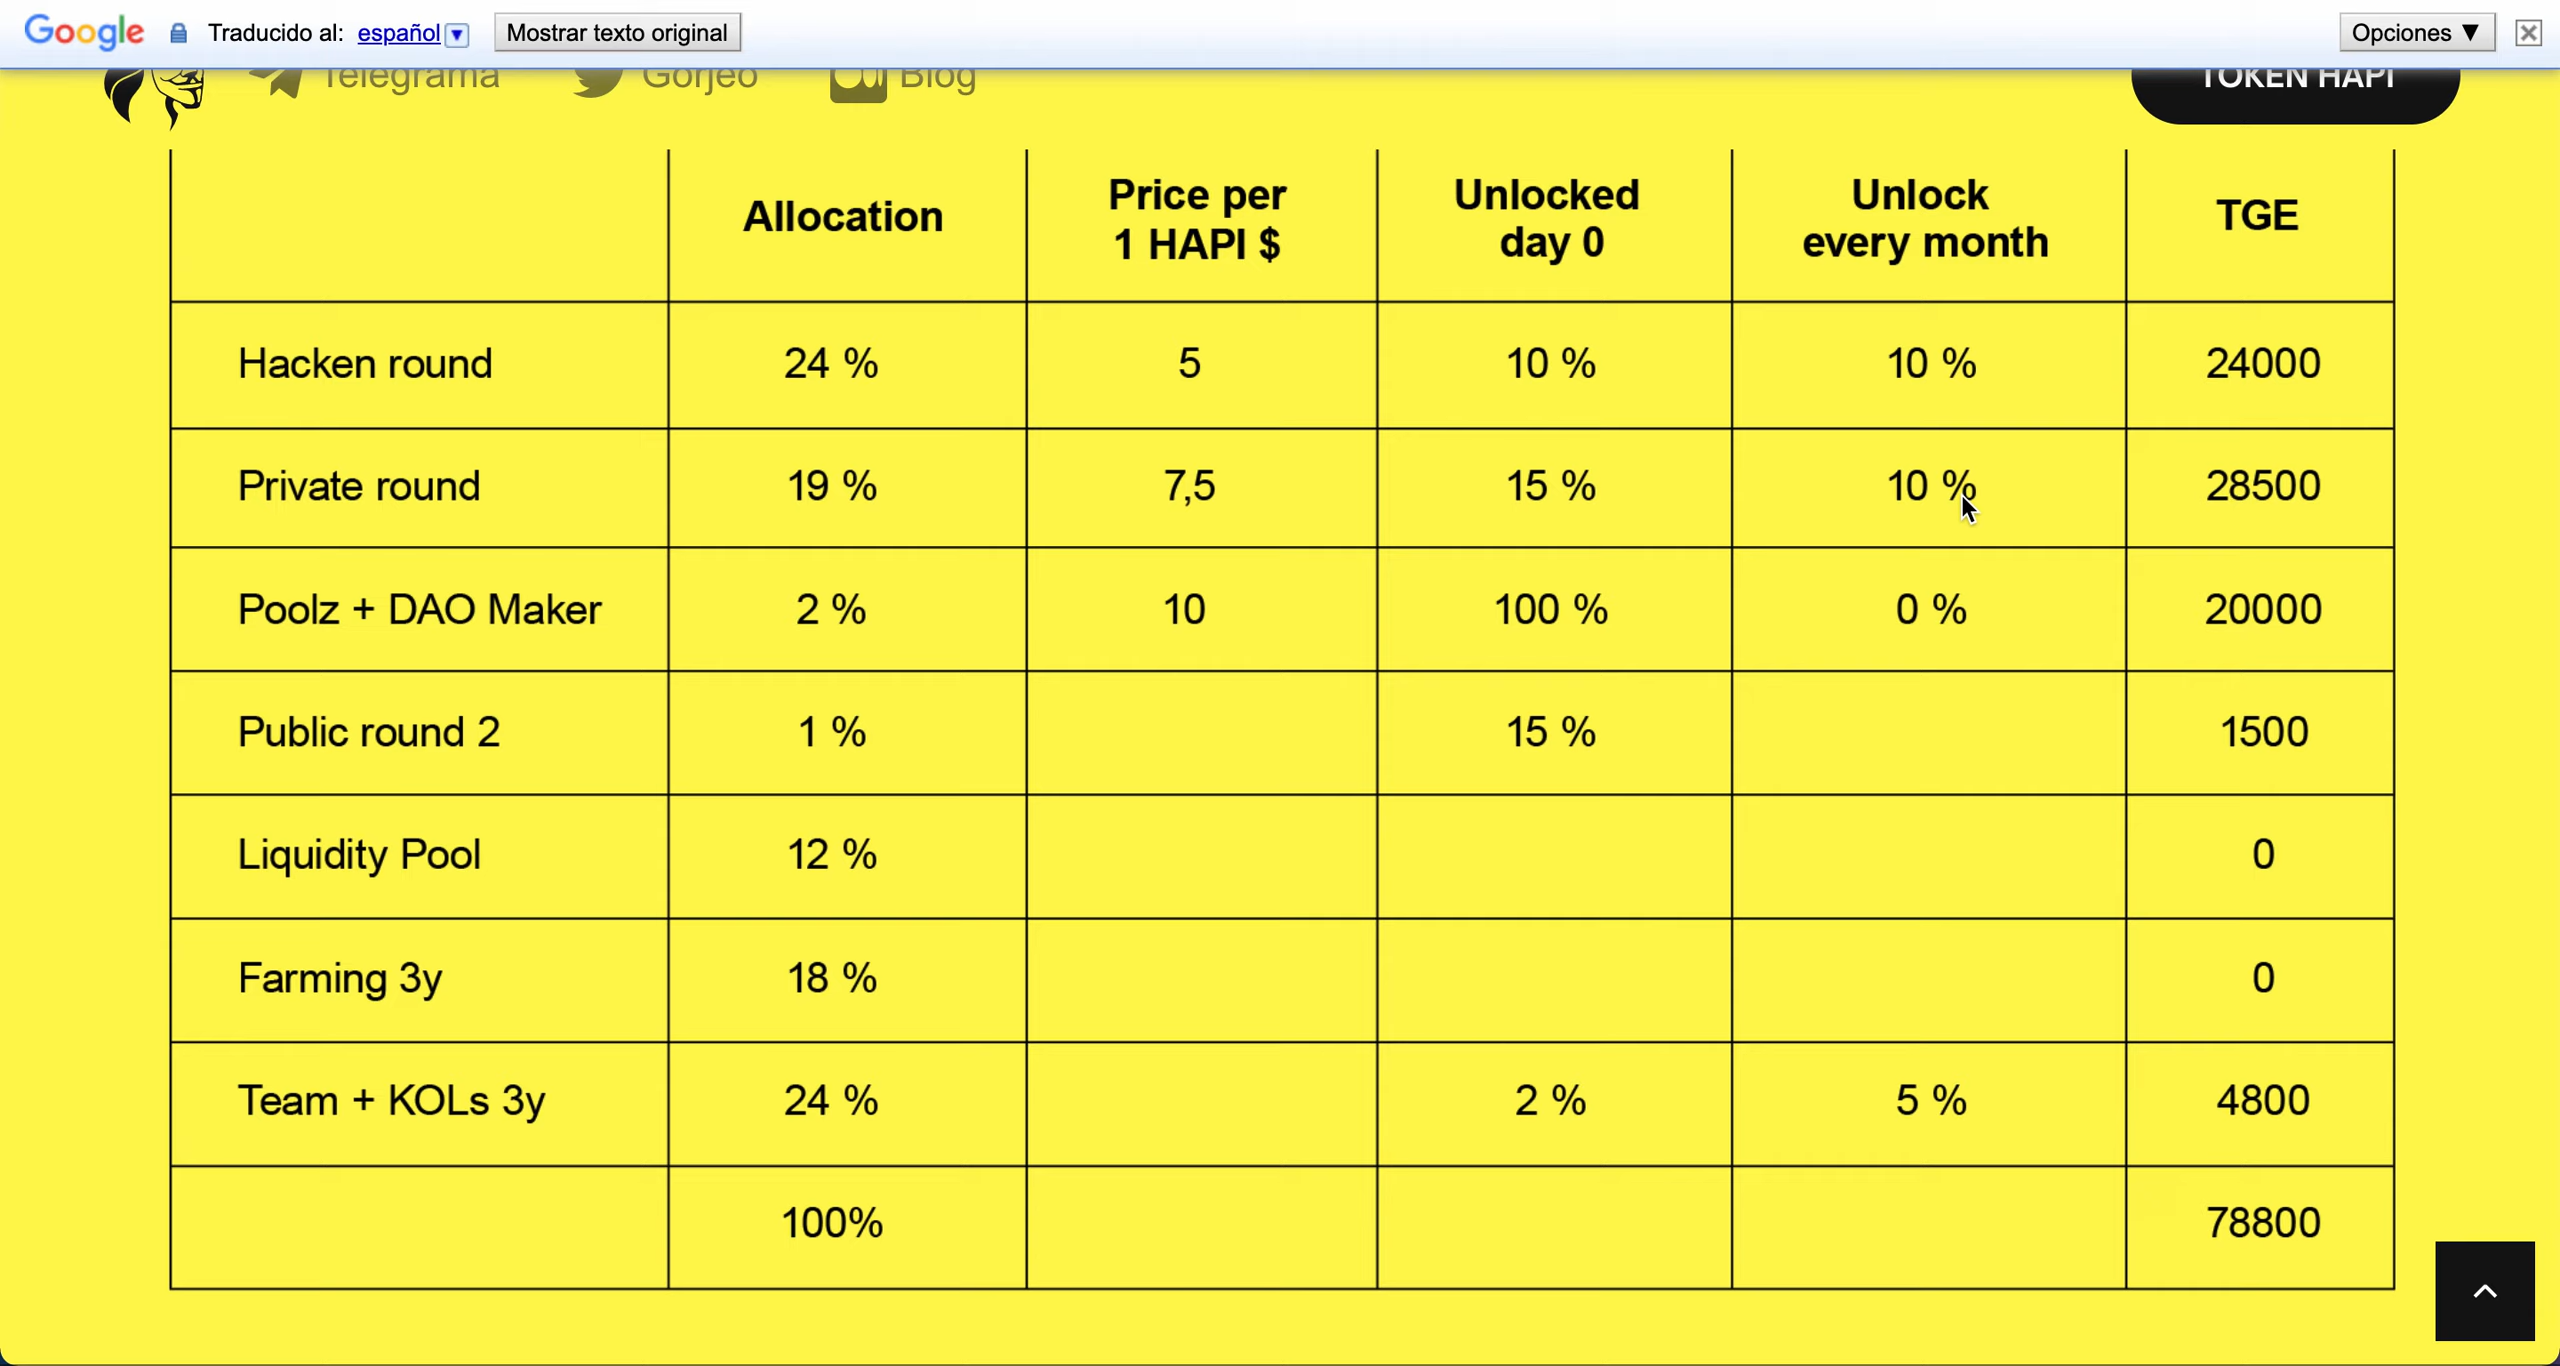 Google Traducido al: español Mostrar texto original Opciones ▼
Telegrama Gorjeo Blog TOKEN HAPI
Allocation Price per 1 HAPI $ Unlocked day 0 Unlock every month TGE
Hacken round 24 % 5 10 % 10 % 24000
Private round 19 % 7,5 15 % 10 % 28500
Poolz + DAO Maker 2 % 10 100 % 0 % 20000
Public round 2 1 % 15 % 1500
Liquidity Pool 12 % 0
Farming 3y 18 % 0
Team + KOLs 3y 24 % 2 % 5 % 4800
100% 78800